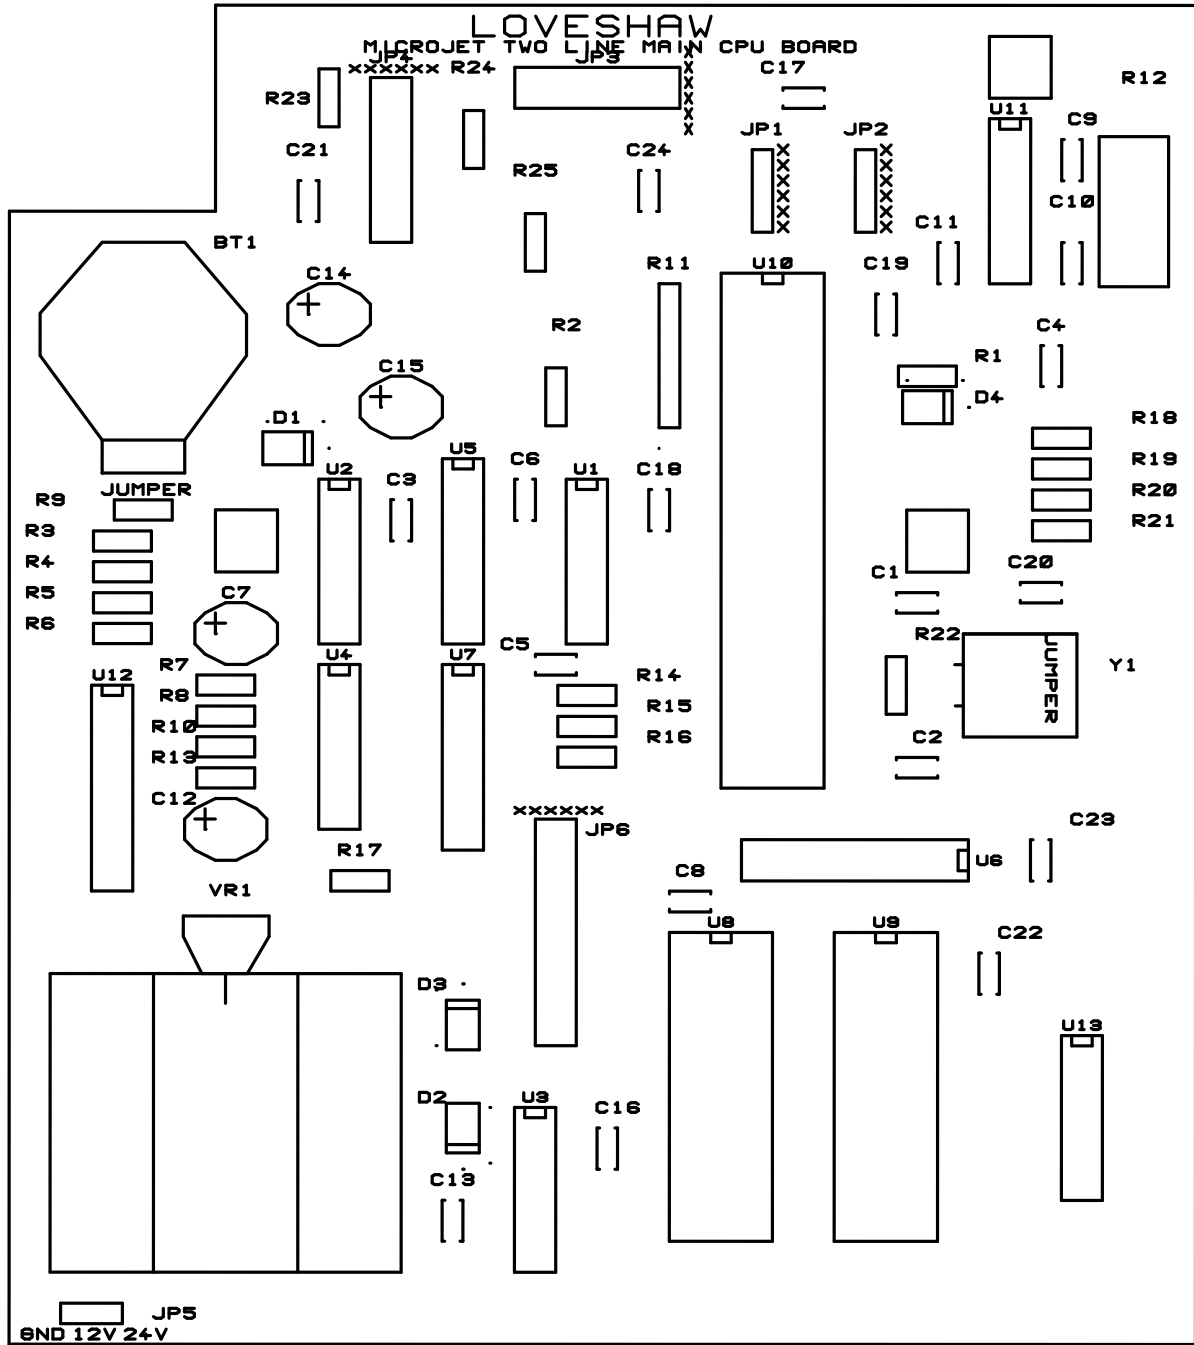 LOVESHAW
MICROJET TWO LINE MAIN CPU BOARD
JP4
R24
JP3
C17
R12
R23
U11
C9
JP1
JP2
C21
C24
R25
C10
C11
BT1
C14
R11
U10
C19
R2
C4
R1
C15
D4
D1
R18
U5
U2
C3
C6
U1
C18
R19
R9
JUMPER
R20
R3
R21
R4
C1
C20
R5
C7
R6
C5
R22
JUMPER
Y1
R7
U4
U7
U12
R14
R8
R15
R10
R16
C2
R13
C12
JP6
C23
R17
U6
VR1
C8
U8
U9
C22
D3
U13
D2
U3
C16
C13
JP5
GND 12V 24V